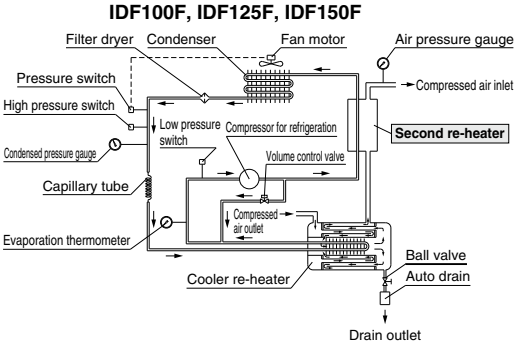 IDF100F, IDF125F, IDF150F
Filter dryer
Condenser
Fan motor
Air pressure gauge
Pressure switch
Compressed air inlet
High pressure switch
Low pressure
switch
Compressor for refrigeration
Second re-heater
Condensed pressure gauge
Volume control valve
Capillary tube
Compressed
air outlet
Evaporation thermometer
Ball valve
Cooler re-heater
Auto drain
Drain outlet